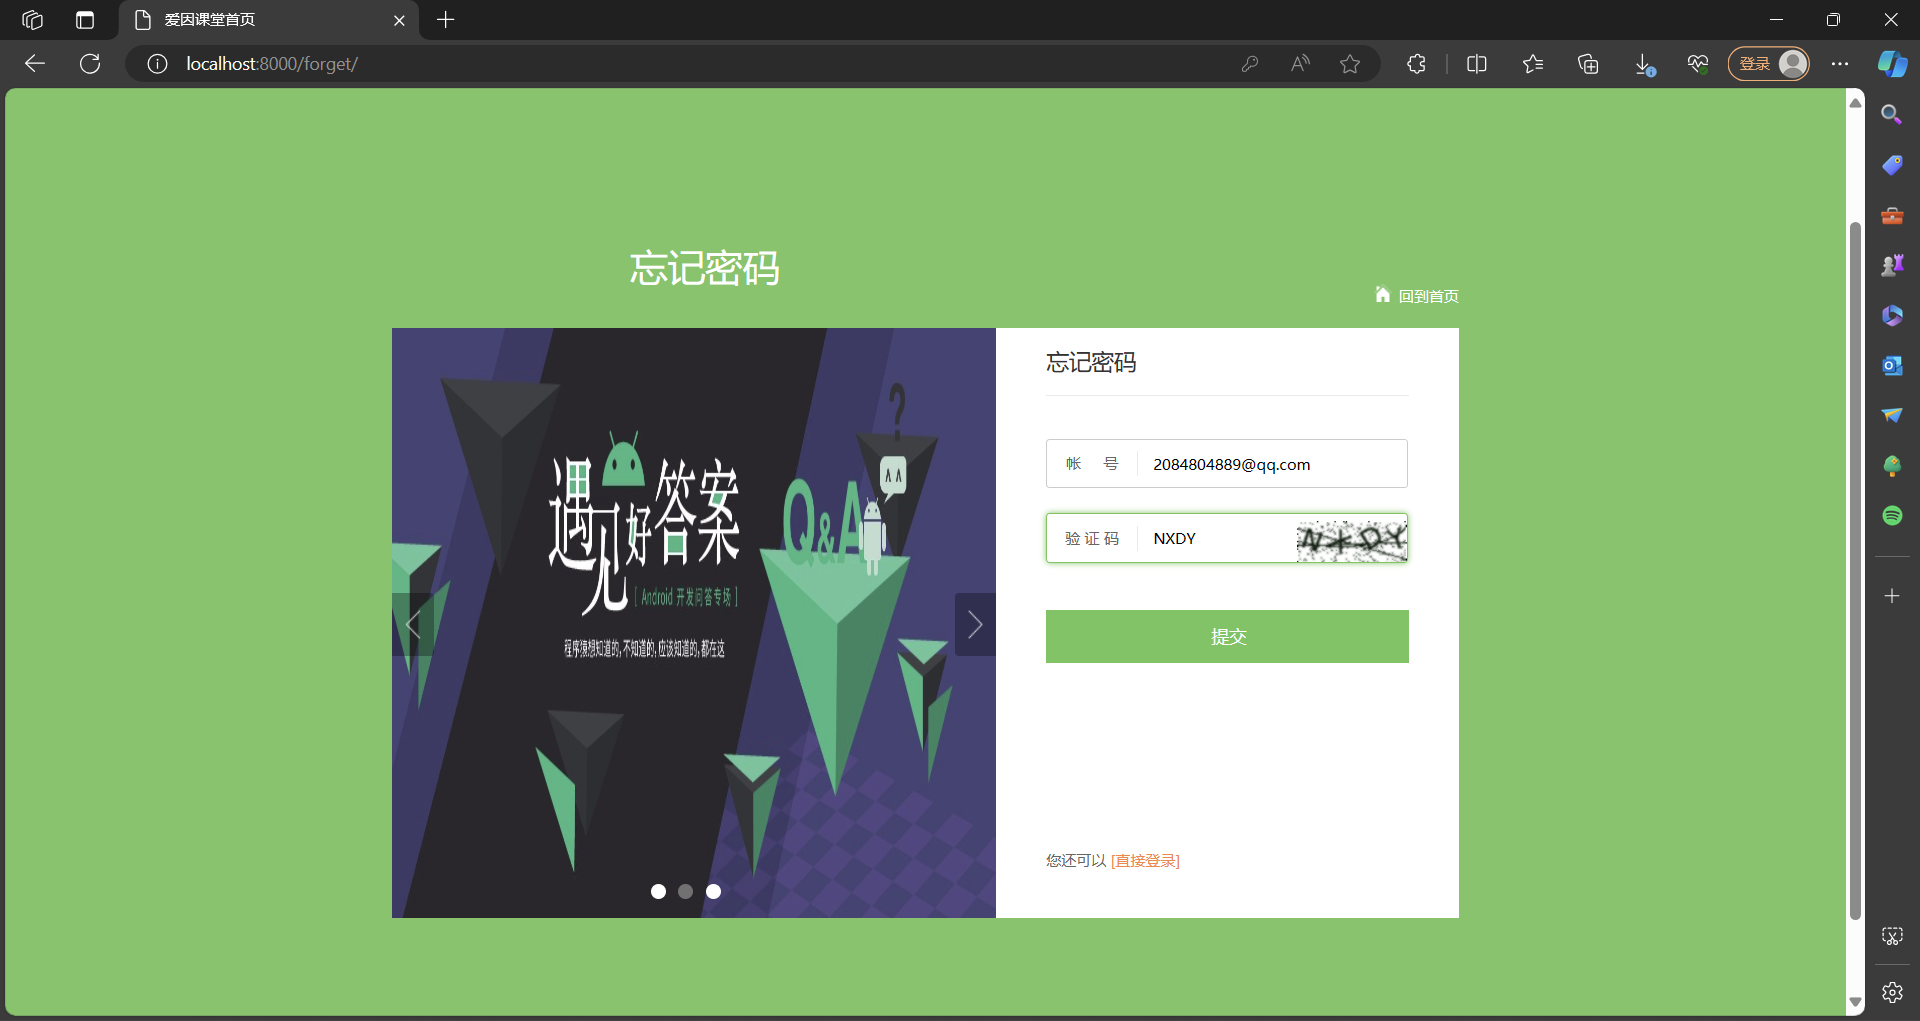 爱因课堂首页
localhost:8000/forget/
登录
忘记密码
回到首页
遇见好答案
[ Android 开发问答专场 ]
程序猿想知道的, 不知道的, 应该知道的, 都在这
Q&A
?
忘记密码
帐 号 2084804889@qq.com
验证码 NXDY NXDY
提交
您还可以 [直接登录]